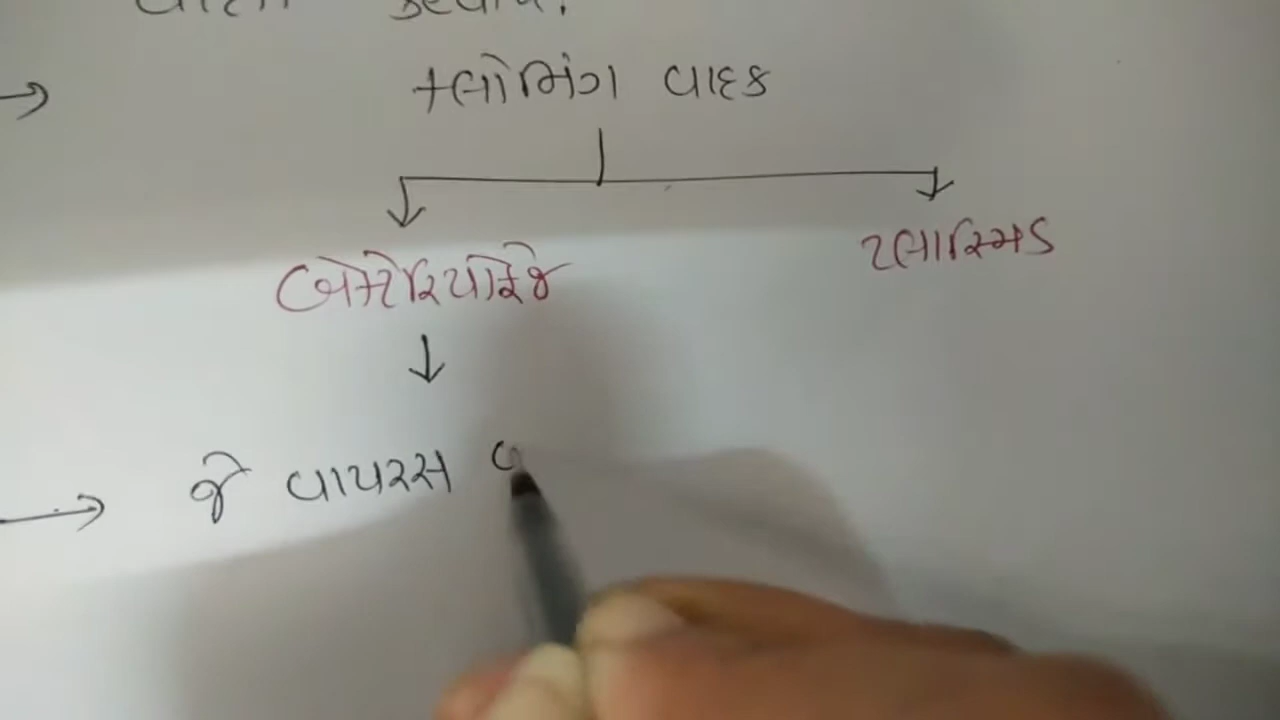 ક્લોનિંગ વાહક
બેક્ટેરિયોફેજ
પ્લાઝ્મિડ
જે વાયરસ